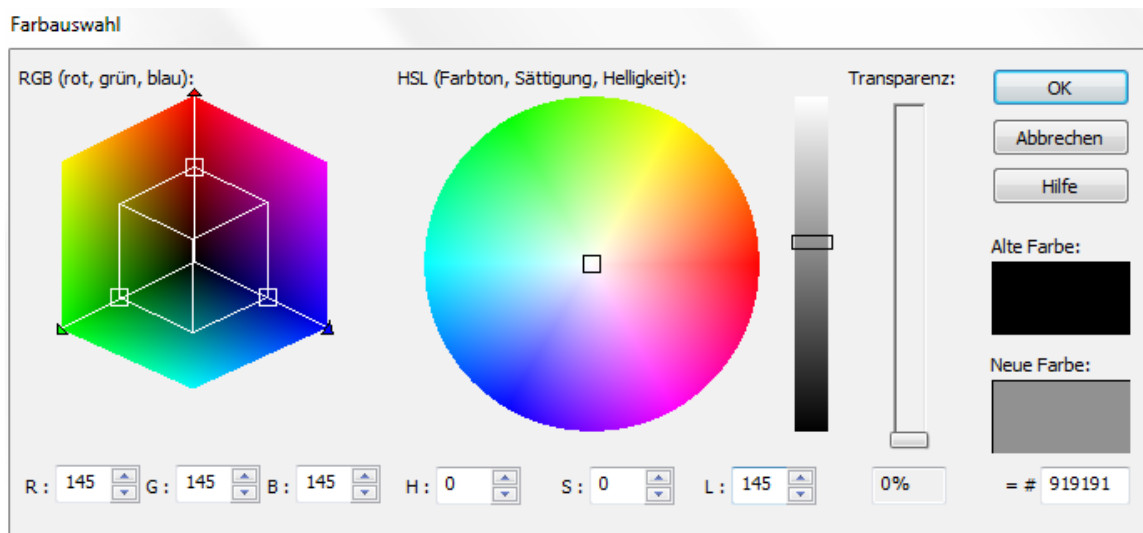 Farbauswahl
RGB (rot, grün, blau): HSL (Farbton, Sättigung, Helligkeit): Transparenz:
OK
Abbrechen
Hilfe
Alte Farbe:
Neue Farbe:
R : 145 G : 145 B : 145 H : 0 S : 0 L : 145 0% = # 919191